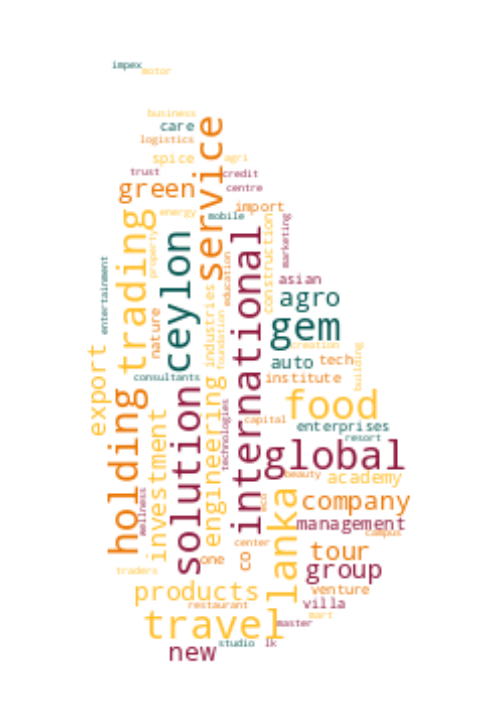 impex
motor
business
care
logistics
service
spice
agri
trust
credit
green
centre
import
trading
energy
mobile
marketing
construction
ceylon
international
property
education
entertainment
asian
agro
industries
nature
gem
foundation
creation
auto
tech
building
export
consultants
institute
holding
solution
engineering
food
technologies
investment
capital
enterprises
resort
global
beauty
academy
wellness
eco
lanka
company
management
campus
center
tour
one
co
group
traders
products
venture
restaurant
villa
travel
mart
master
new
studio
lk